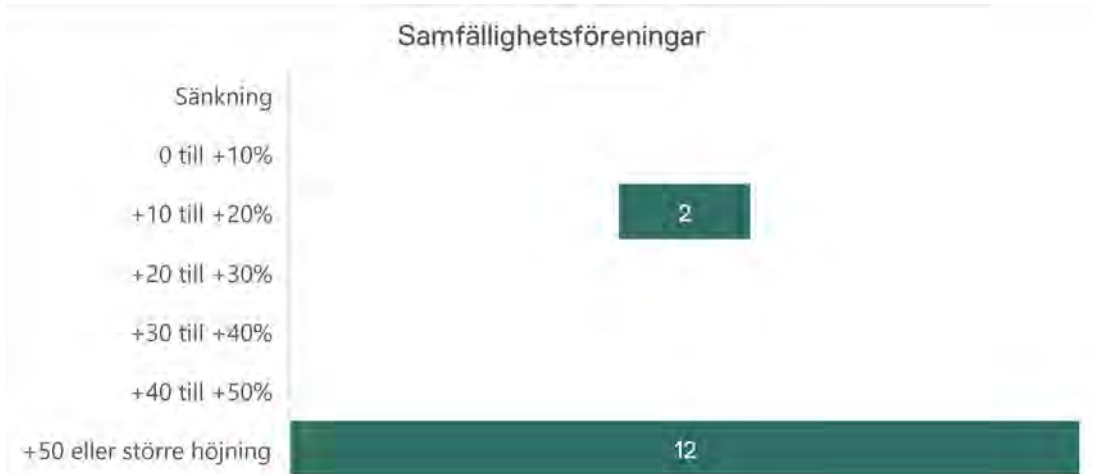 Samfällighetsföreningar
Sänkning
0 till +10%
+10 till +20%
2
+20 till +30%
+30 till +40%
+40 till +50%
+50 eller större höjning
12